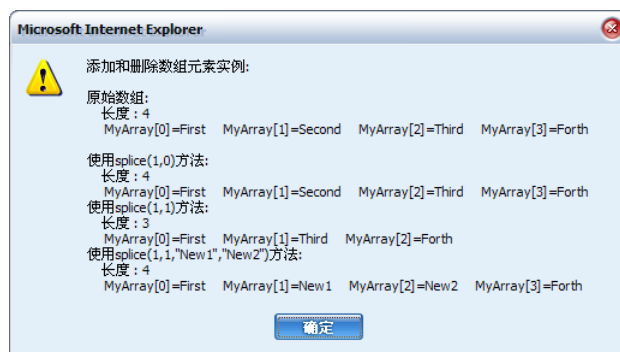 Microsoft Internet Explorer
添加和删除数组元素实例:
原始数组:
长度：4
MyArray[0]=First MyArray[1]=Second MyArray[2]=Third MyArray[3]=Forth
使用splice(1,0)方法:
长度：4
MyArray[0]=First MyArray[1]=Second MyArray[2]=Third MyArray[3]=Forth
使用splice(1,1)方法:
长度：3
MyArray[0]=First MyArray[1]=Third MyArray[2]=Forth
使用splice(1,1,"New1","New2")方法:
长度：4
MyArray[0]=First MyArray[1]=New1 MyArray[2]=New2 MyArray[3]=Forth
确定